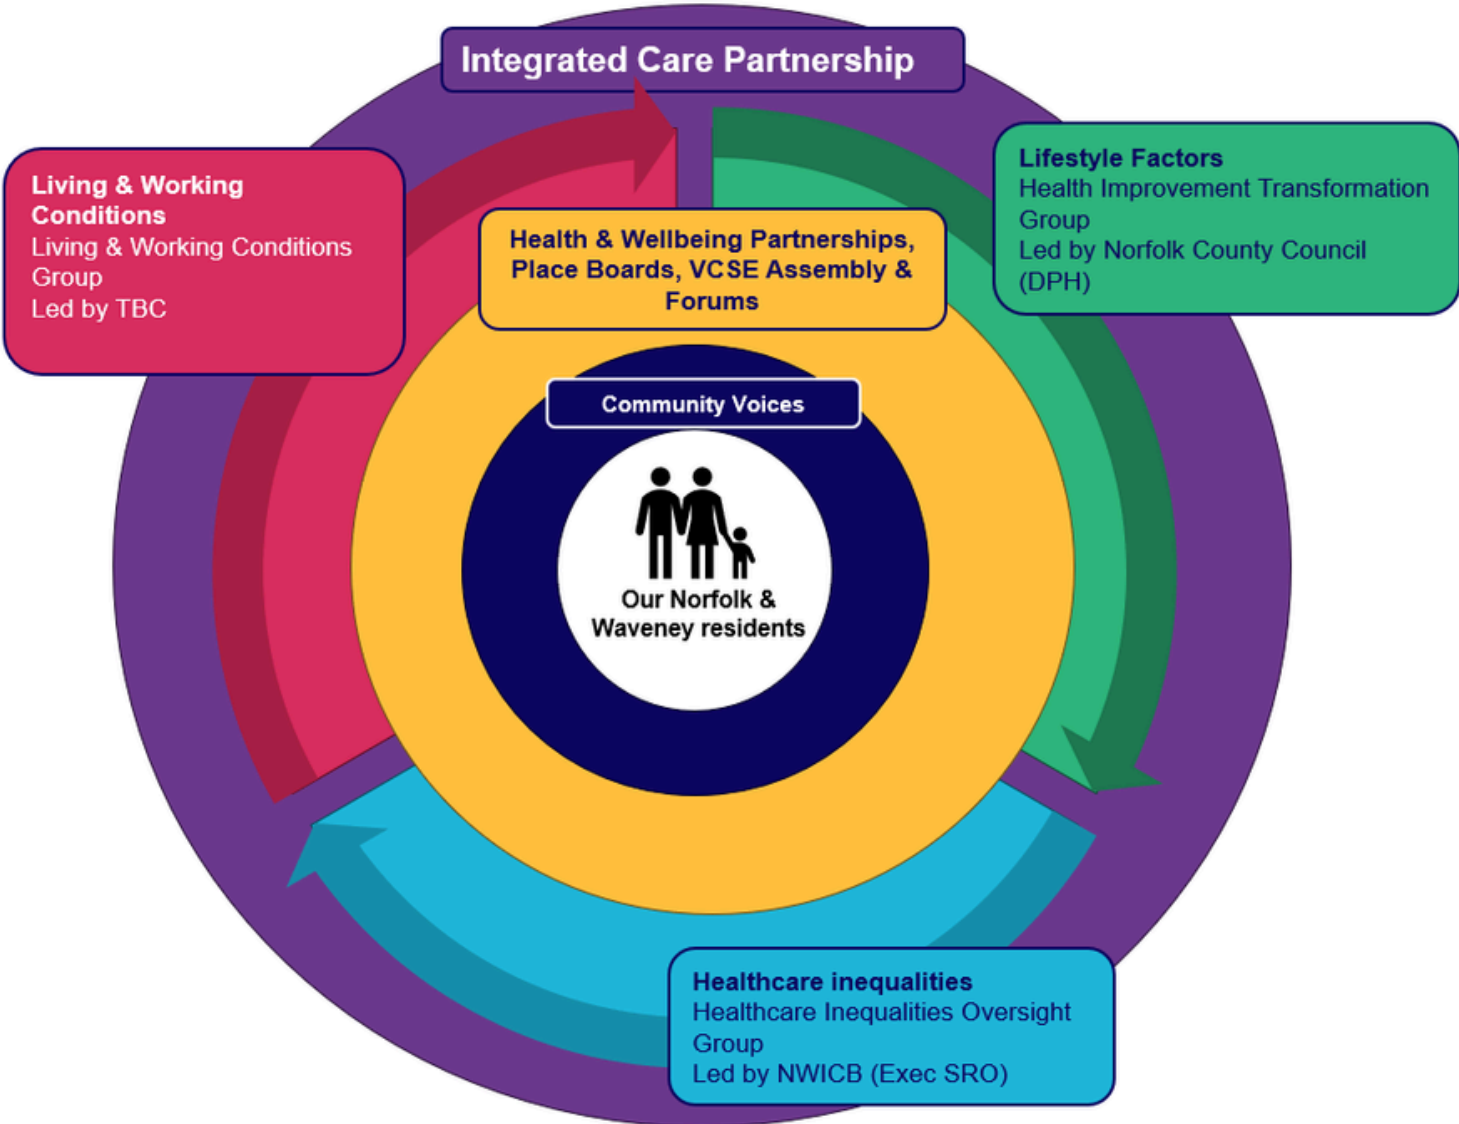 Integrated Care Partnership
Living & Working
Conditions
Living & Working Conditions
Group
Led by TBC
Lifestyle Factors
Health Improvement Transformation
Group
Led by Norfolk County Council
(DPH)
Health & Wellbeing Partnerships,
Place Boards, VCSE Assembly &
Forums
Community Voices
Our Norfolk &
Waveney residents
Healthcare inequalities
Healthcare Inequalities Oversight
Group
Led by NWICB (Exec SRO)